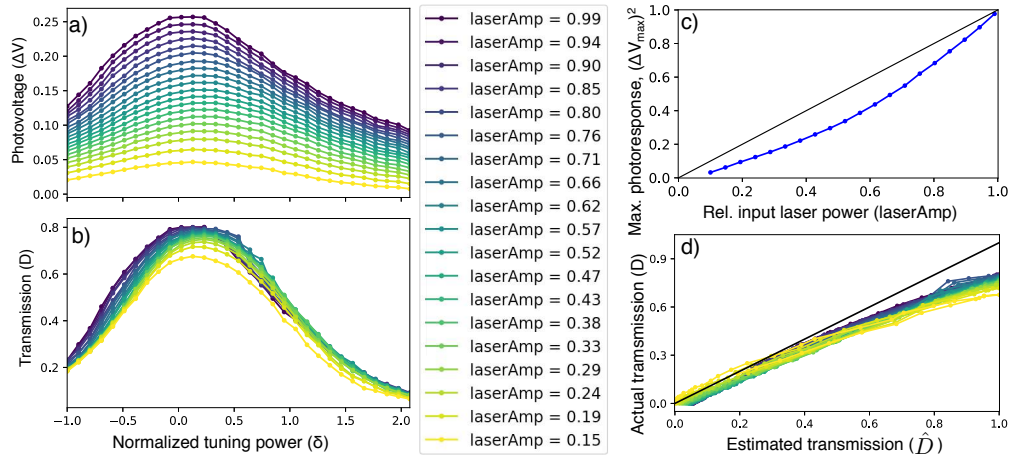 a)
Photovoltage (ΔV)
0.25
0.20
0.15
0.10
0.05
0.00
b)
Transmission (D)
0.8
0.6
0.4
0.2
−1.0 −0.5 0.0 0.5 1.0 1.5 2.0
Normalized tuning power (δ)
laserAmp = 0.99
laserAmp = 0.94
laserAmp = 0.90
laserAmp = 0.85
laserAmp = 0.80
laserAmp = 0.76
laserAmp = 0.71
laserAmp = 0.66
laserAmp = 0.62
laserAmp = 0.57
laserAmp = 0.52
laserAmp = 0.47
laserAmp = 0.43
laserAmp = 0.38
laserAmp = 0.33
laserAmp = 0.29
laserAmp = 0.24
laserAmp = 0.19
laserAmp = 0.15
c)
Max. photoresponse, (ΔVmax)²
1.0
0.8
0.6
0.4
0.2
0.0
0.0 0.2 0.4 0.6 0.8 1.0
Rel. input laser power (laserAmp)
d)
Actual transmission (D)
0.9
0.6
0.3
0.0
0.0 0.2 0.4 0.6 0.8 1.0
Estimated transmission (D̂)